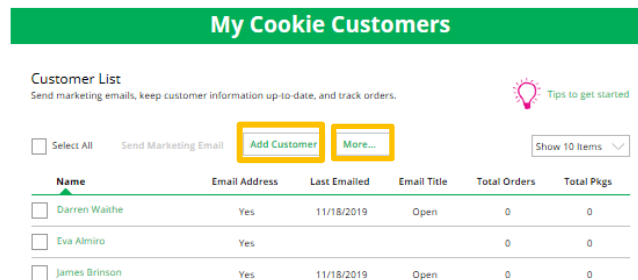 My Cookie Customers
Customer List
Send marketing emails, keep customer information up-to-date, and track orders.
Tips to get started
Select All Send Marketing Email Add Customer More... Show 10 Items
Name Email Address Last Emailed Email Title Total Orders Total Pkgs
Darren Waithe Yes 11/18/2019 Open 0 0
Eva Almiro Yes 0 0
James Brinson Yes 11/18/2019 Open 0 0